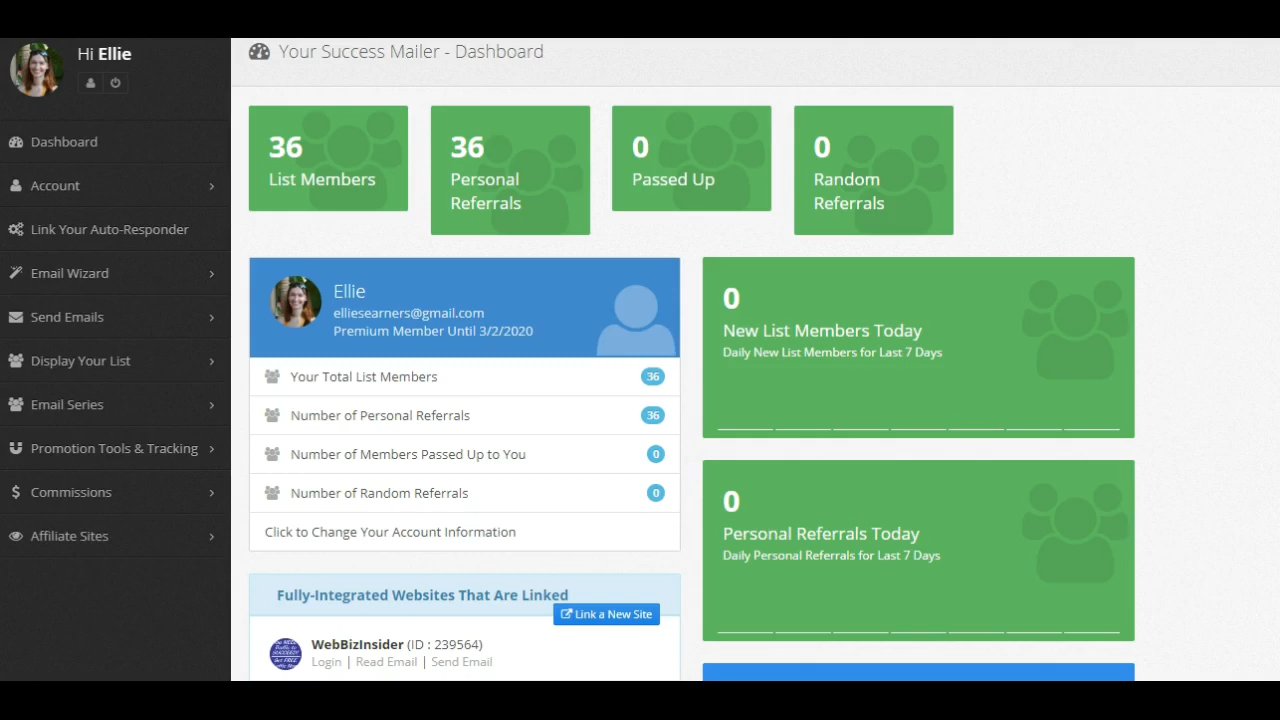 Hi Ellie
Dashboard
Account
Link Your Auto-Responder
Email Wizard
Send Emails
Display Your List
Email Series
Promotion Tools & Tracking
Commissions
Affiliate Sites
Your Success Mailer - Dashboard
36
List Members
36
Personal
Referrals
0
Passed Up
0
Random
Referrals
Ellie
elliesearners@gmail.com
Premium Member Until 3/2/2020
Your Total List Members 36
Number of Personal Referrals 36
Number of Members Passed Up to You 0
Number of Random Referrals 0
Click to Change Your Account Information
Fully-Integrated Websites That Are Linked
Link a New Site
WebBizInsider (ID : 239564)
Login | Read Email | Send Email
0
New List Members Today
Daily New List Members for Last 7 Days
0
Personal Referrals Today
Daily Personal Referrals for Last 7 Days